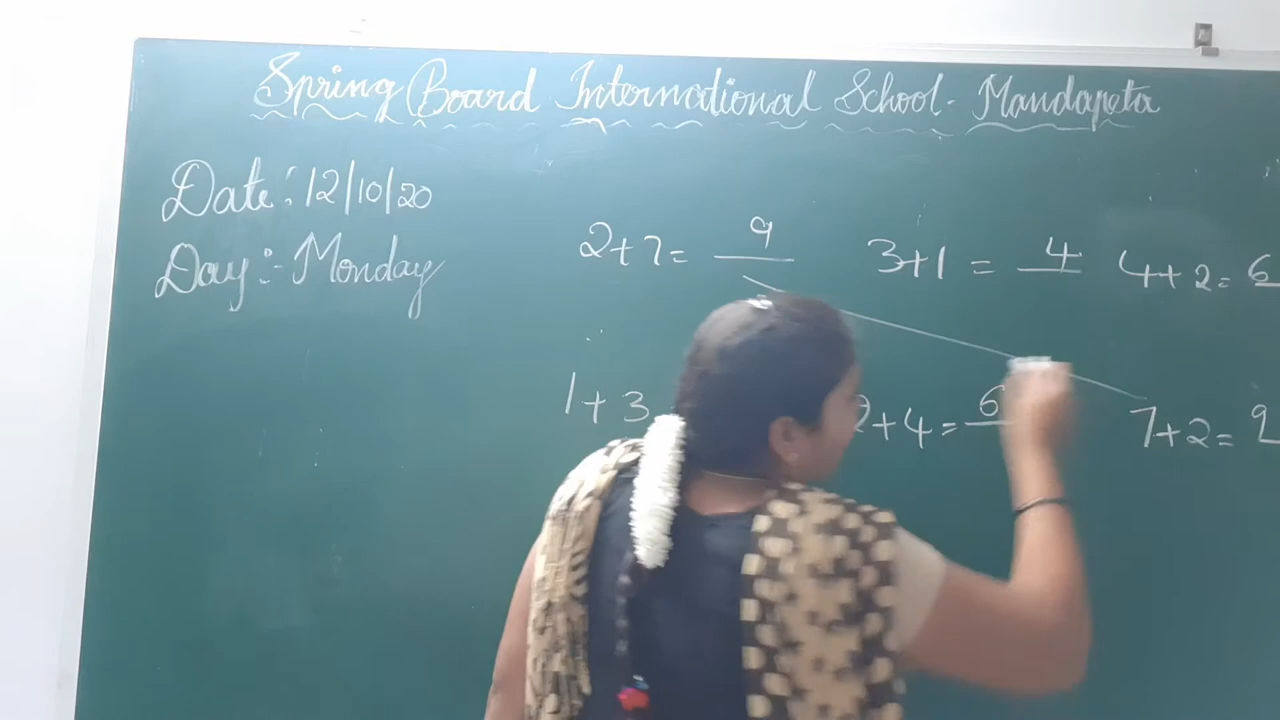 Spring Board International School. Mandapeta
Date: 12/10/20
Day:- Monday
2+7= 9 3+1 = 4 4+2= 6
1+3 2+4= 6 7+2= 9